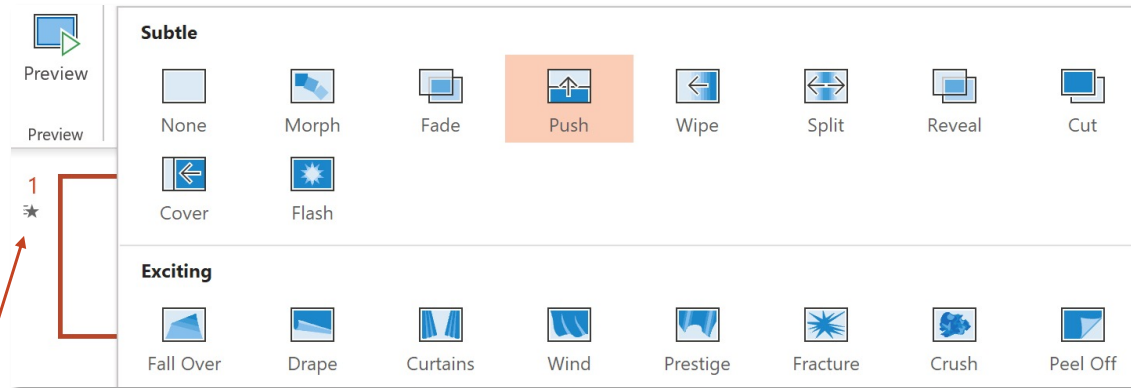 Preview
Preview
1
Subtle
None Morph Fade Push Wipe Split Reveal Cut
Cover Flash
Exciting
Fall Over Drape Curtains Wind Prestige Fracture Crush Peel Off